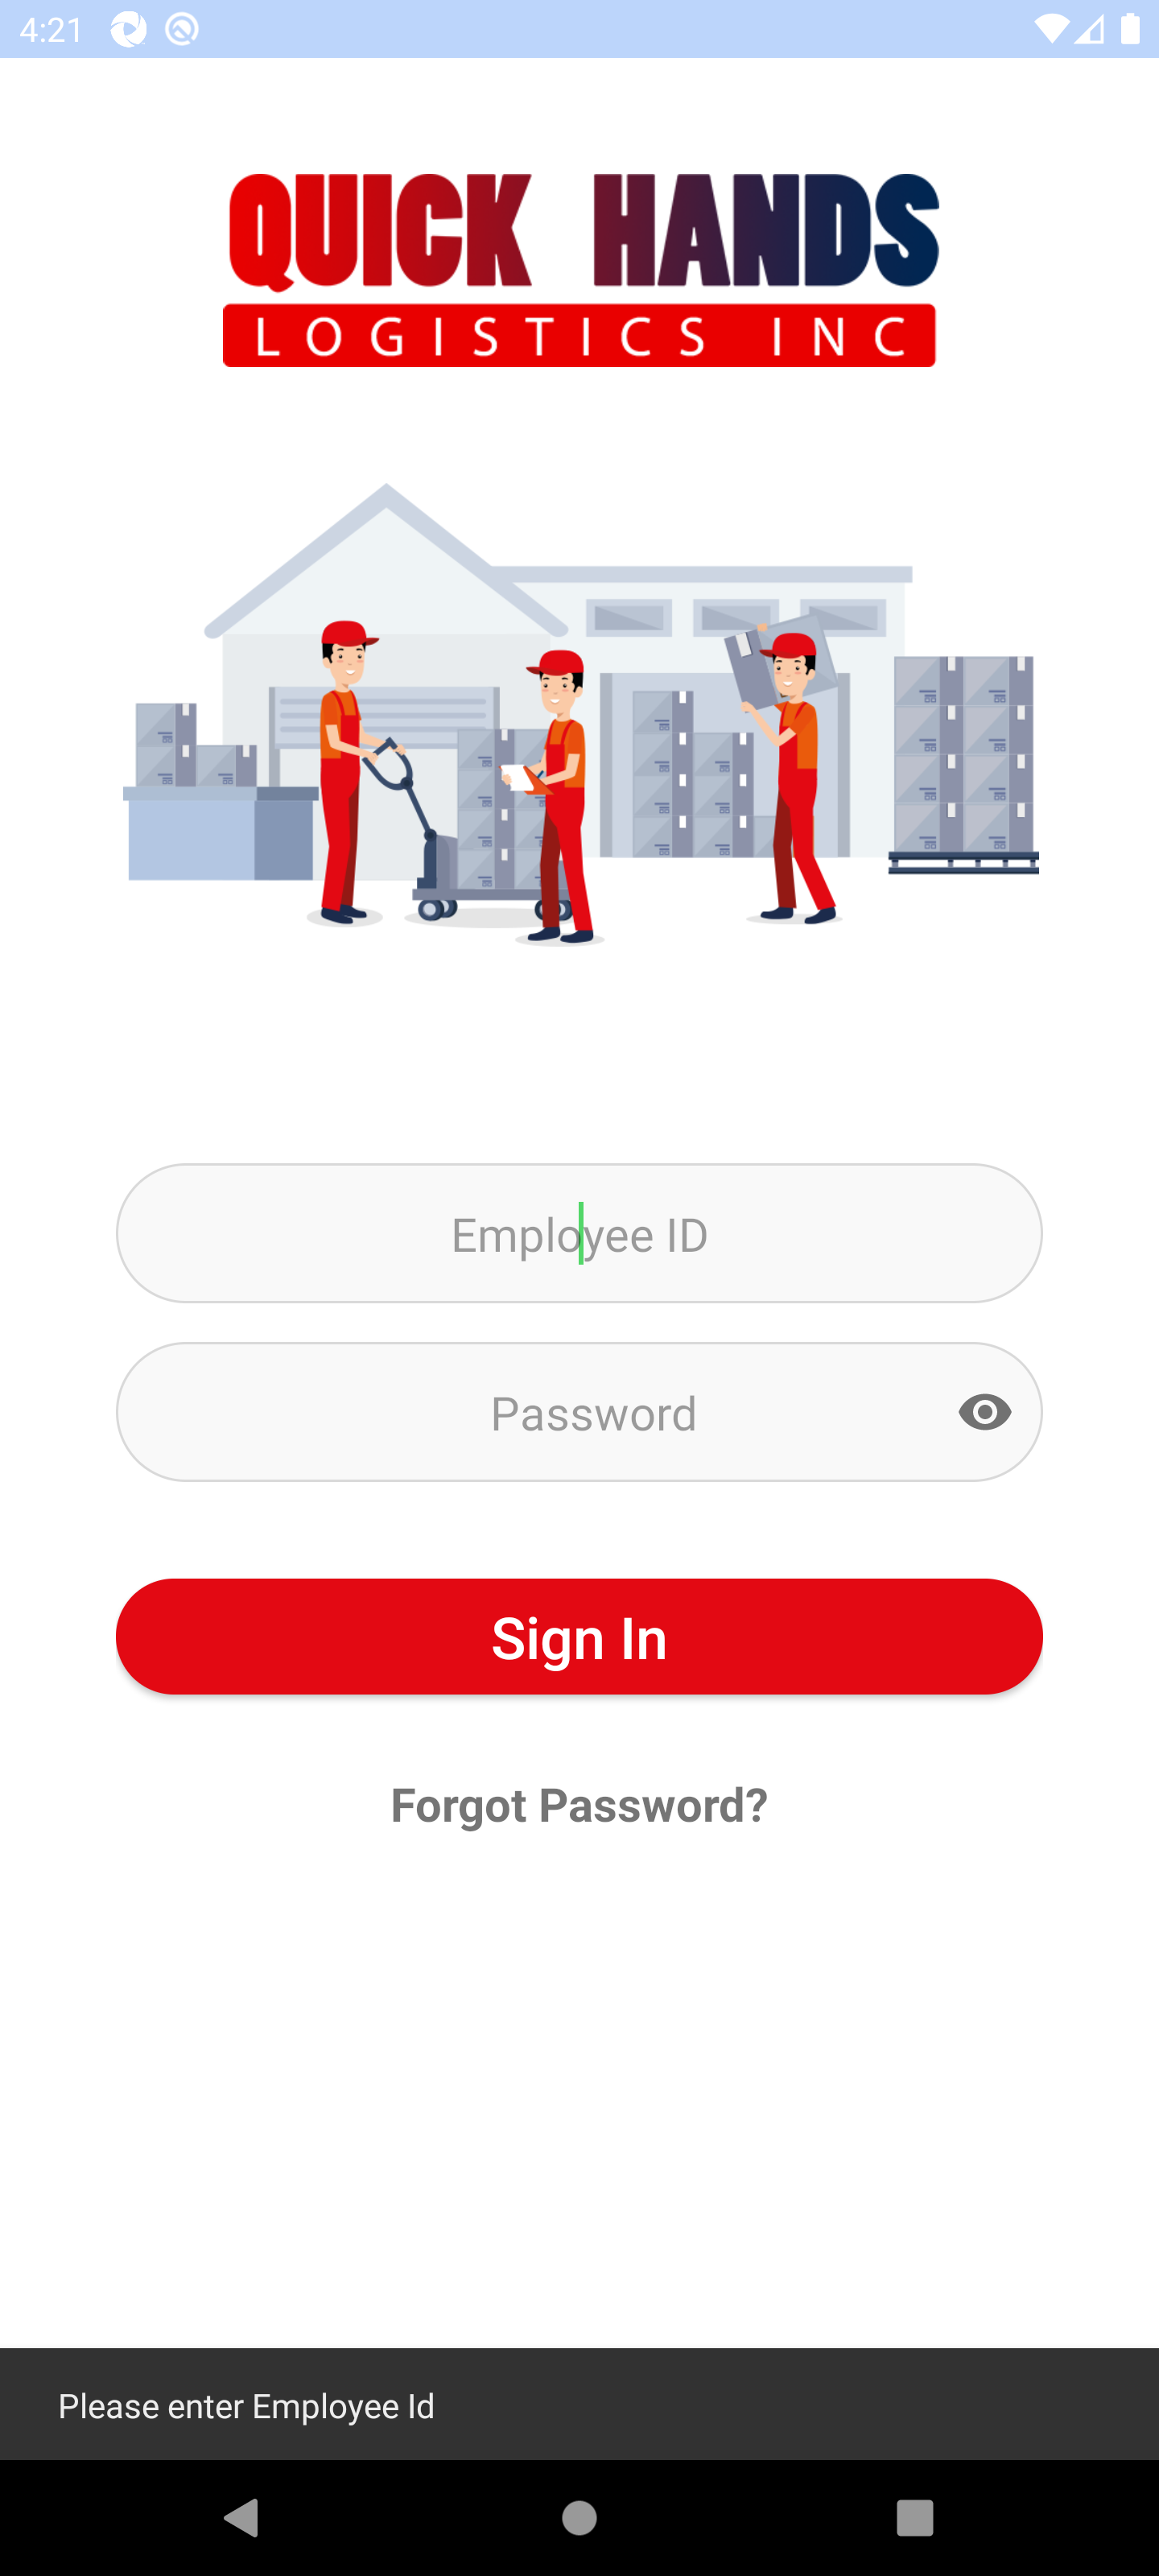 4:21
QUICK HANDS
LOGISTICS INC
Employee ID
Password
Sign In
Forgot Password?
Please enter Employee Id